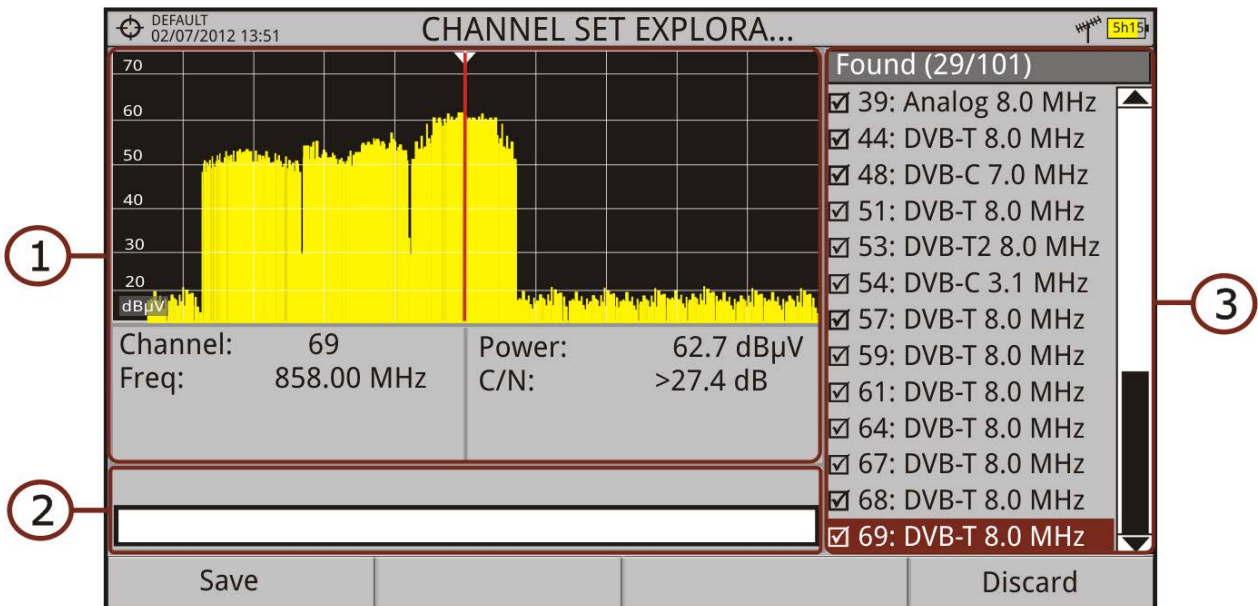 DEFAULT
02/07/2012 13:51
CHANNEL SET EXPLORA...
5h15
70
60
50
40
30
20
dBµV
Channel: 69
Freq: 858.00 MHz
Power: 62.7 dBµV
C/N: >27.4 dB
Found (29/101)
39: Analog 8.0 MHz
44: DVB-T 8.0 MHz
48: DVB-C 7.0 MHz
51: DVB-T 8.0 MHz
53: DVB-T2 8.0 MHz
54: DVB-C 3.1 MHz
57: DVB-T 8.0 MHz
59: DVB-T 8.0 MHz
61: DVB-T 8.0 MHz
64: DVB-T 8.0 MHz
67: DVB-T 8.0 MHz
68: DVB-T 8.0 MHz
69: DVB-T 8.0 MHz
Save
Discard
1
2
3